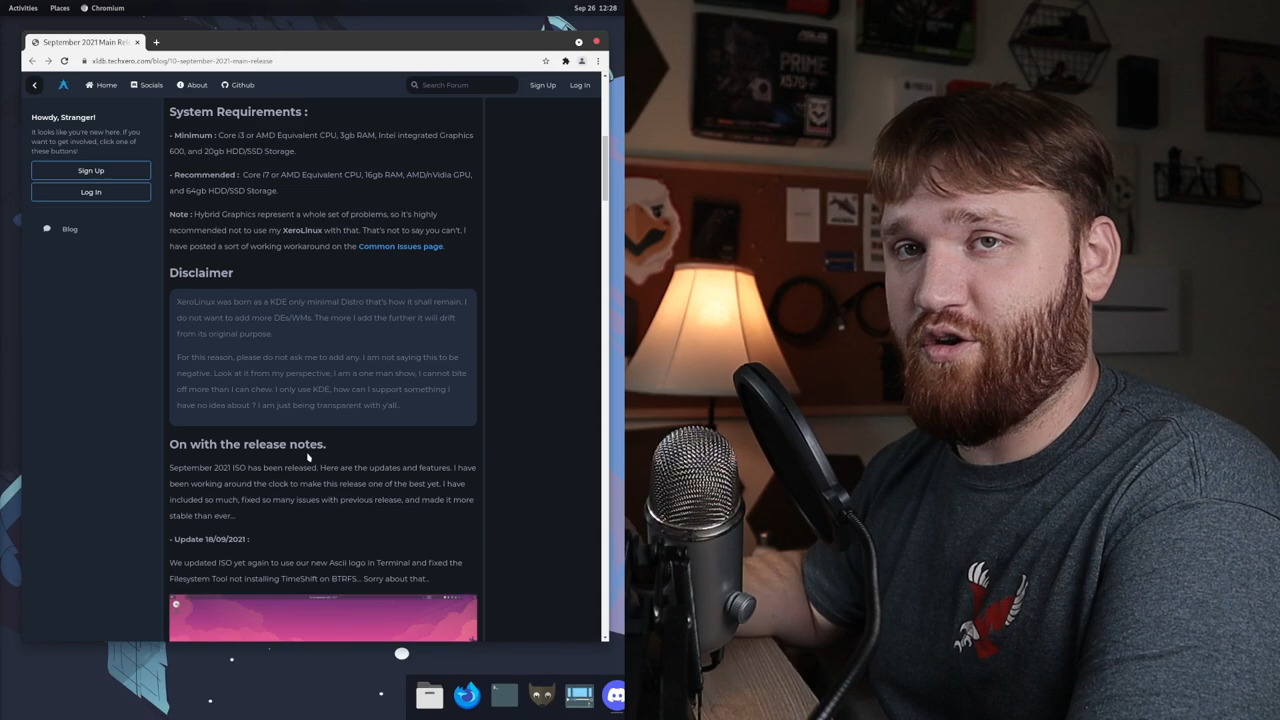 Activities
Places
Chromium
Sep 26 12:28
September 2021 Main Rel
xldb.techxero.com/blog/10-september-2021-main-release
Home
Socials
About
Github
Search Forum
Sign Up
Log In
Howdy, Stranger!
It looks like you're new here. If you
want to get involved, click one of
these buttons!
Sign Up
Log In
Blog
System Requirements :
- Minimum : Core i3 or AMD Equivalent CPU, 3gb RAM, Intel integrated Graphics
600, and 20gb HDD/SSD Storage.
- Recommended : Core i7 or AMD Equivalent CPU, 16gb RAM, AMD/nVidia GPU,
and 64gb HDD/SSD Storage.
Note : Hybrid Graphics represent a whole set of problems, so it's highly
recommended not to use my XeroLinux with that. That's not to say you can't, I
have posted a sort of working workaround on the Common Issues page.
Disclaimer
XeroLinux was born as a KDE only minimal Distro that's how it shall remain. I
do not want to add more DEs/WMs. The more I add the further it will drift
from its original purpose.
For this reason, please do not ask me to add any. I am not saying this to be
negative. Look at it from my perspective, I am a one man show, I cannot bite
off more than I can chew. I only use KDE, how can I support something I
have no idea about ? I am just being transparent with y'all..
On with the release notes.
September 2021 ISO has been released. Here are the updates and features. I have
been working around the clock to make this release one of the best yet. I have
included so much, fixed so many issues with previous release, and made it more
stable than ever...
- Update 18/09/2021 :
We updated ISO yet again to use our new Ascii logo in Terminal and fixed the
Filesystem Tool not installing TimeShift on BTRFS... Sorry about that..
PRIME
X570-P